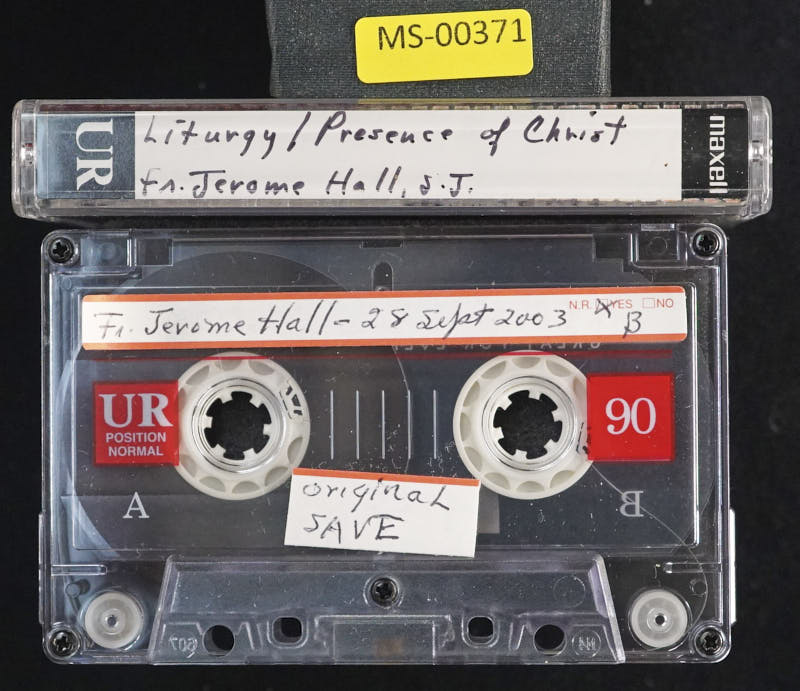 MS-00371
UR
Liturgy / Presence of Christ
Fr. Jerome Hall, S.J.
maxell
N.R. YES NO
Fr. Jerome Hall - 28 Sept 2003
B
UR
POSITION
NORMAL
90
original
SAVE
A
B